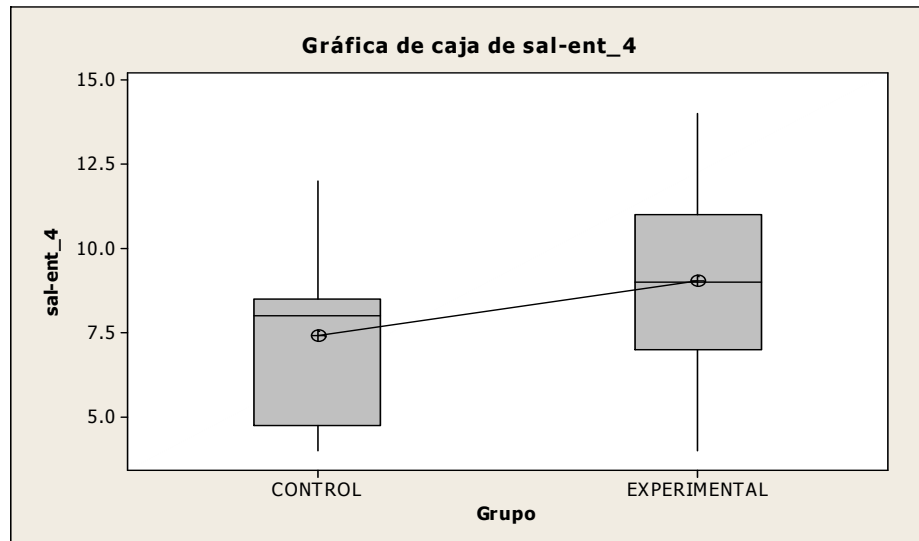 Gráfica de caja de sal-ent_4
15.0
12.5
10.0
7.5
5.0
sal-ent_4
CONTROL
EXPERIMENTAL
Grupo